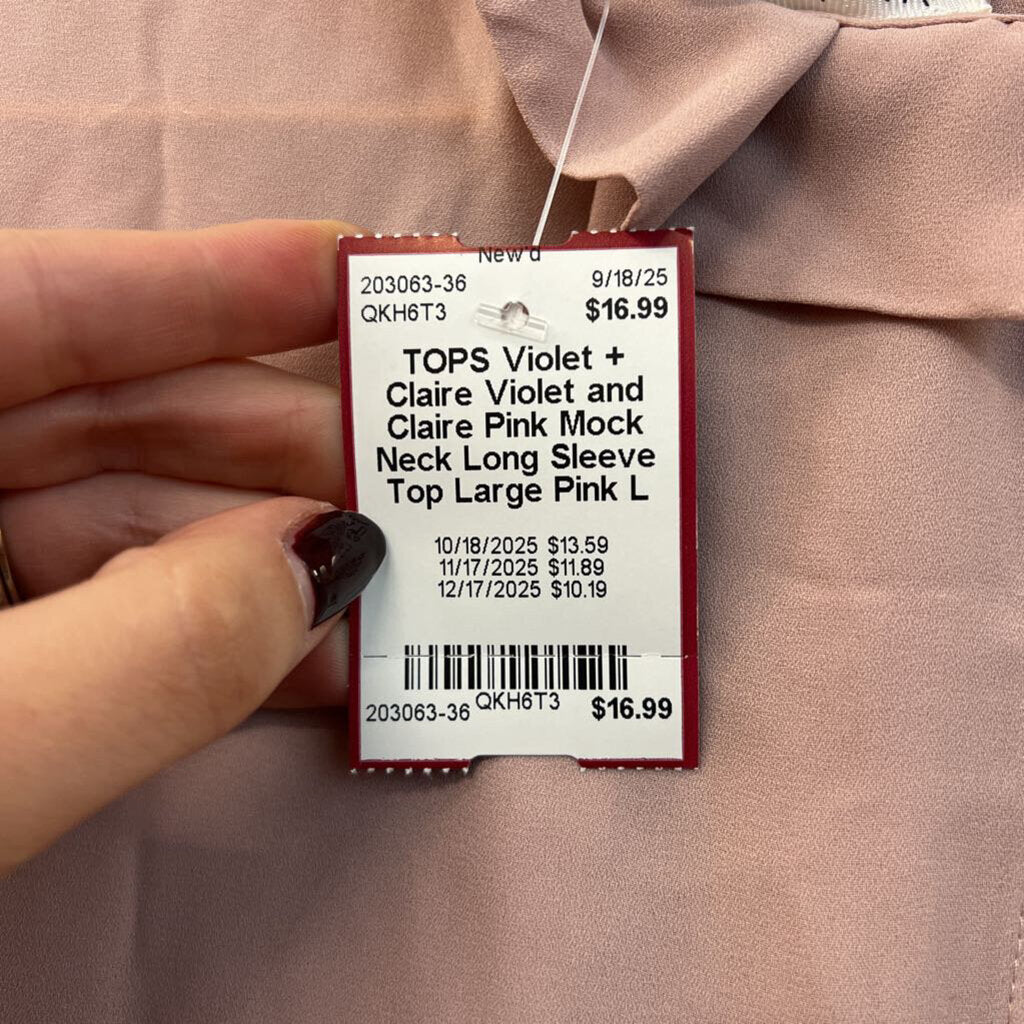 New'd
203063-36 9/18/25
QKH6T3 $16.99
TOPS Violet +
Claire Violet and
Claire Pink Mock
Neck Long Sleeve
Top Large Pink L
10/18/2025 $13.59
11/17/2025 $11.89
12/17/2025 $10.19
203063-36 QKH6T3 $16.99